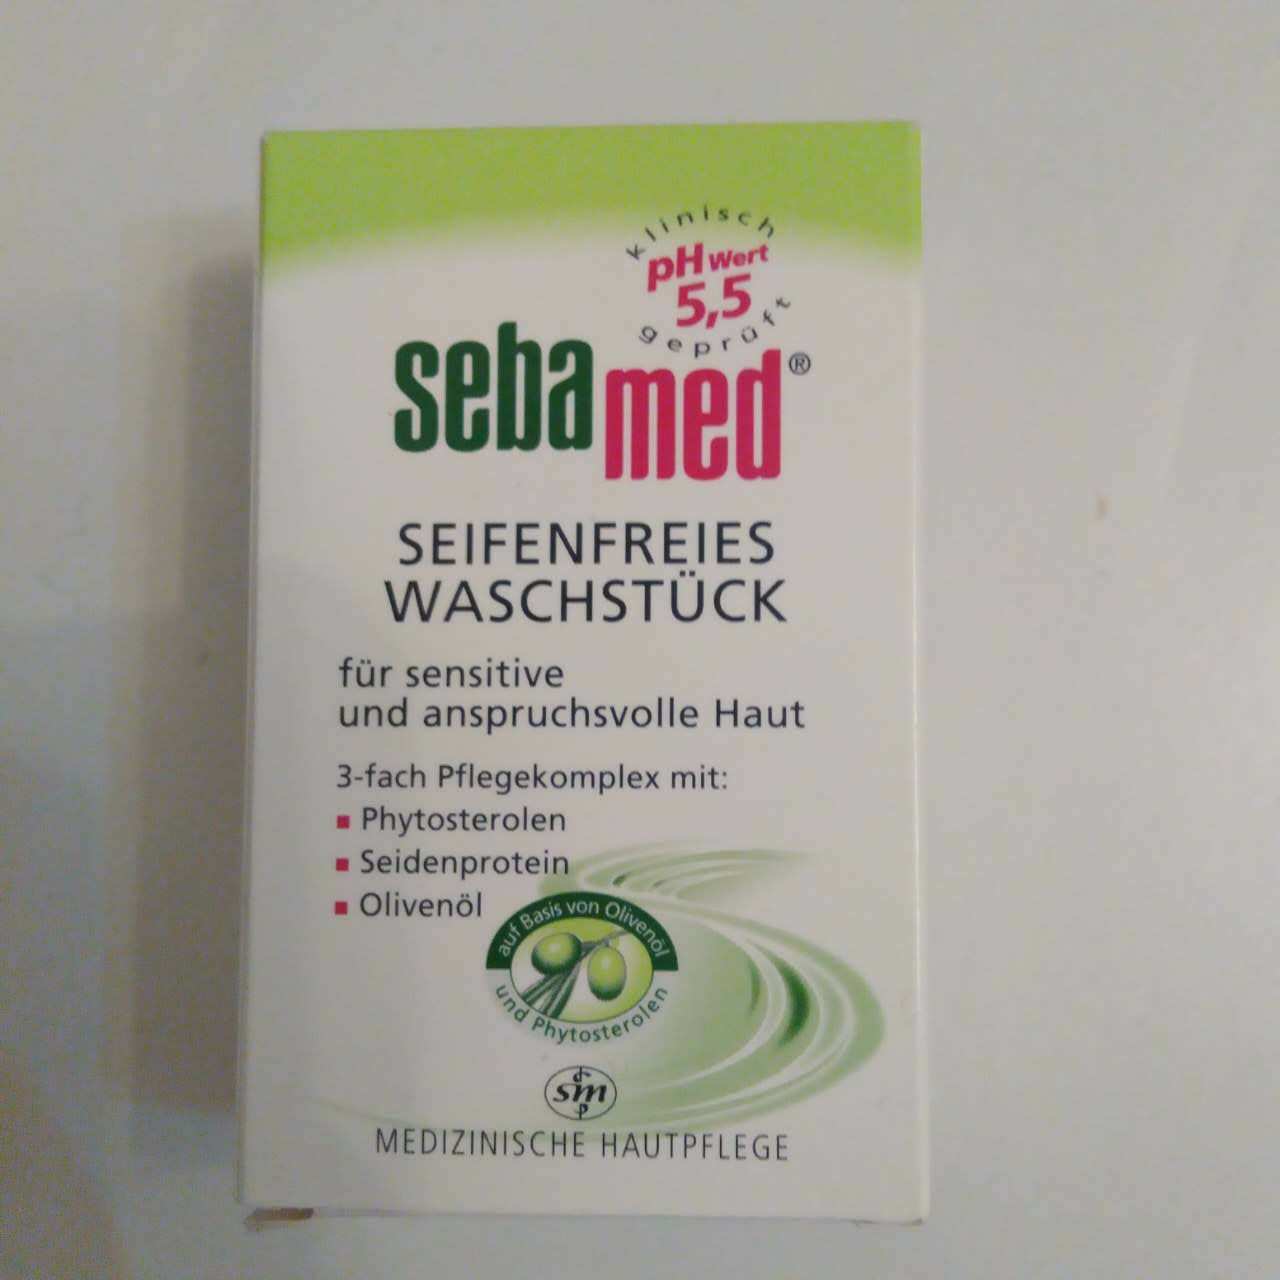 klinisch
pH Wert
5,5
geprüft
sebamed®
SEIFENFREIES
WASCHSTÜCK
für sensitive
und anspruchsvolle Haut
3-fach Pflegekomplex mit:
Phytosterolen
Seidenprotein
Olivenöl
auf Basis von Olivenöl
und Phytosterolen
sm
MEDIZINISCHE HAUTPFLEGE